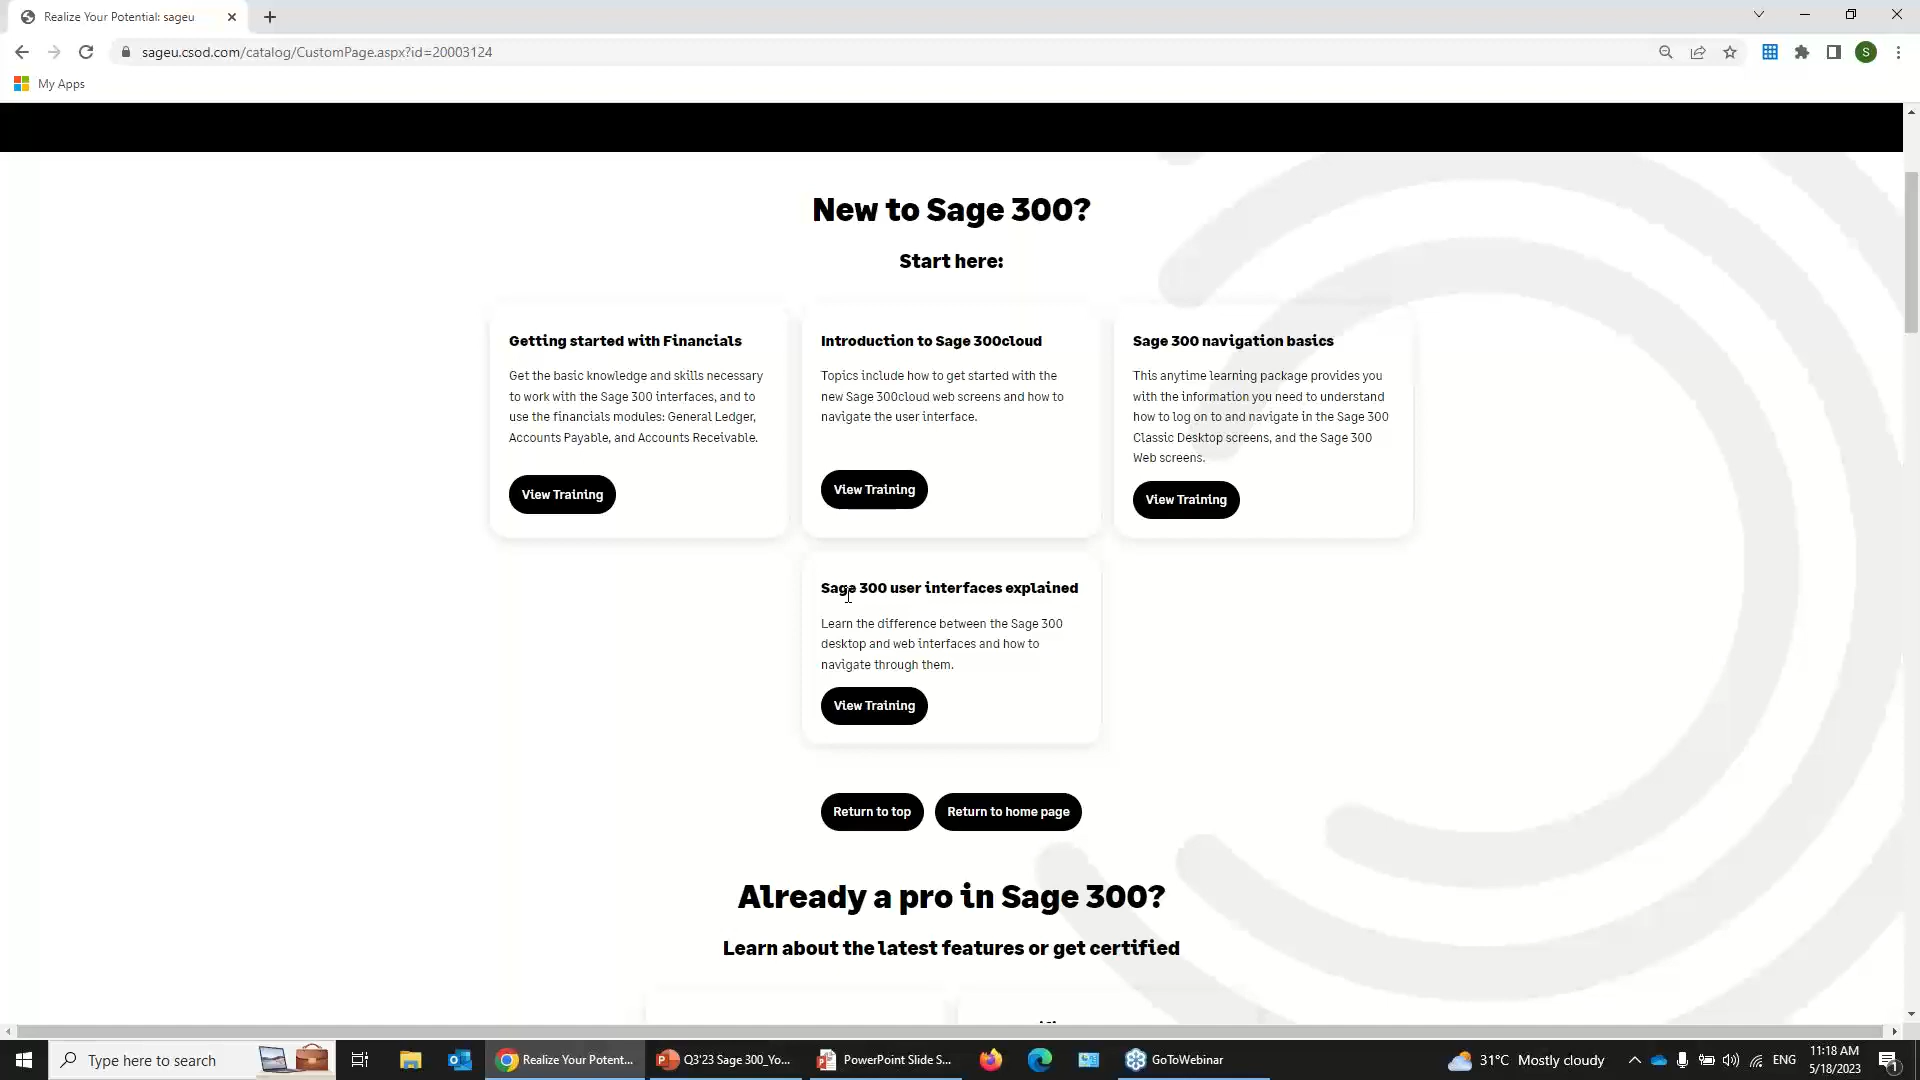 Realize Your Potential: sageu
sageu.csod.com/catalog/CustomPage.aspx?id=20003124
S
My Apps
New to Sage 300?
Start here:
Getting started with Financials
Get the basic knowledge and skills necessary
to work with the Sage 300 interfaces, and to
use the financials modules: General Ledger,
Accounts Payable, and Accounts Receivable.
View Training
Introduction to Sage 300cloud
Topics include how to get started with the
new Sage 300cloud web screens and how to
navigate the user interface.
View Training
Sage 300 navigation basics
This anytime learning package provides you
with the information you need to understand
how to log on to and navigate in the Sage 300
Classic Desktop screens, and the Sage 300
Web screens.
View Training
Sage 300 user interfaces explained
Learn the difference between the Sage 300
desktop and web interfaces and how to
navigate through them.
View Training
Return to top
Return to home page
Already a pro in Sage 300?
Learn about the latest features or get certified
Type here to search
Realize Your Potent...
Q3'23 Sage 300_Yo...
PowerPoint Slide S...
GoToWebinar
31°C Mostly cloudy
ENG
11:18 AM
5/18/2023
1